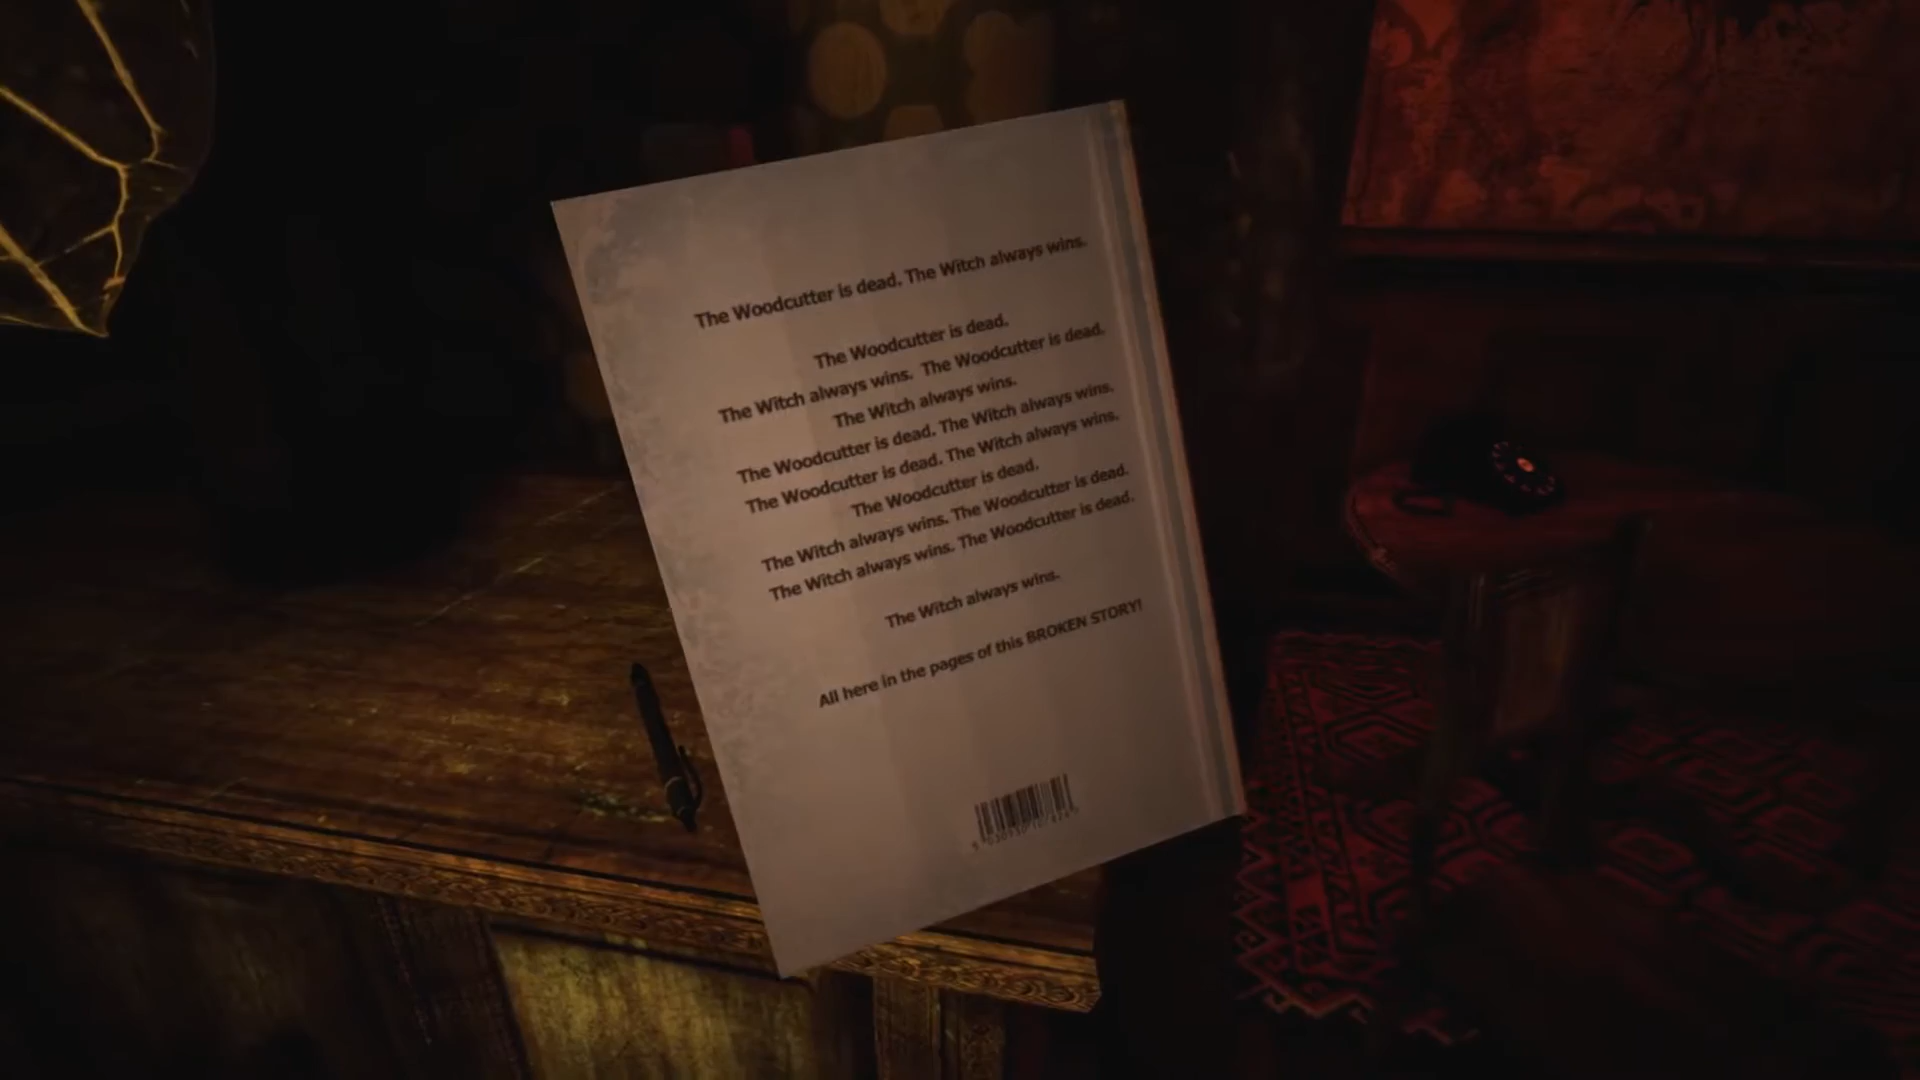 The Woodcutter is dead. The Witch always wins.
The Woodcutter is dead.
The Witch always wins. The Woodcutter is dead.
The Witch always wins.
The Woodcutter is dead. The Witch always wins.
The Woodcutter is dead. The Witch always wins.
The Woodcutter is dead.
The Witch always wins. The Woodcutter is dead.
The Witch always wins. The Woodcutter is dead.
The Witch always wins.
All here in the pages of this BROKEN STORY!